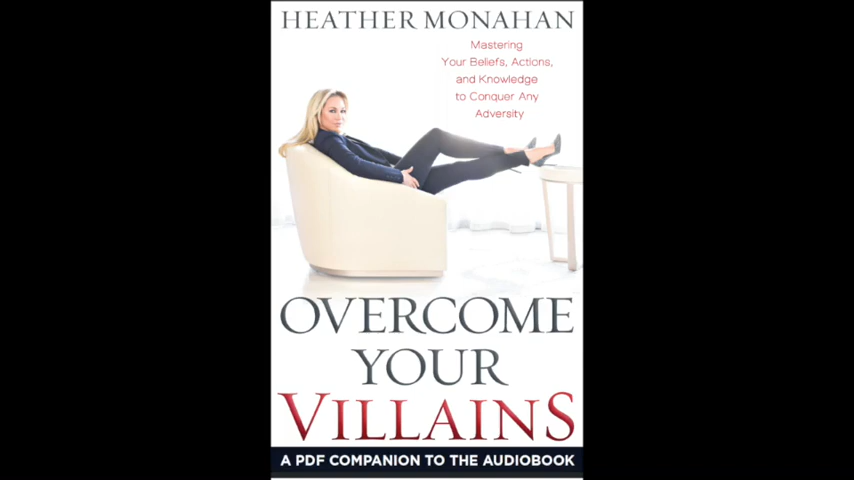 HEATHER MONAHAN
Mastering
Your Beliefs, Actions,
and Knowledge
to Conquer Any
Adversity
OVERCOME
YOUR
VILLAINS
A PDF COMPANION TO THE AUDIOBOOK